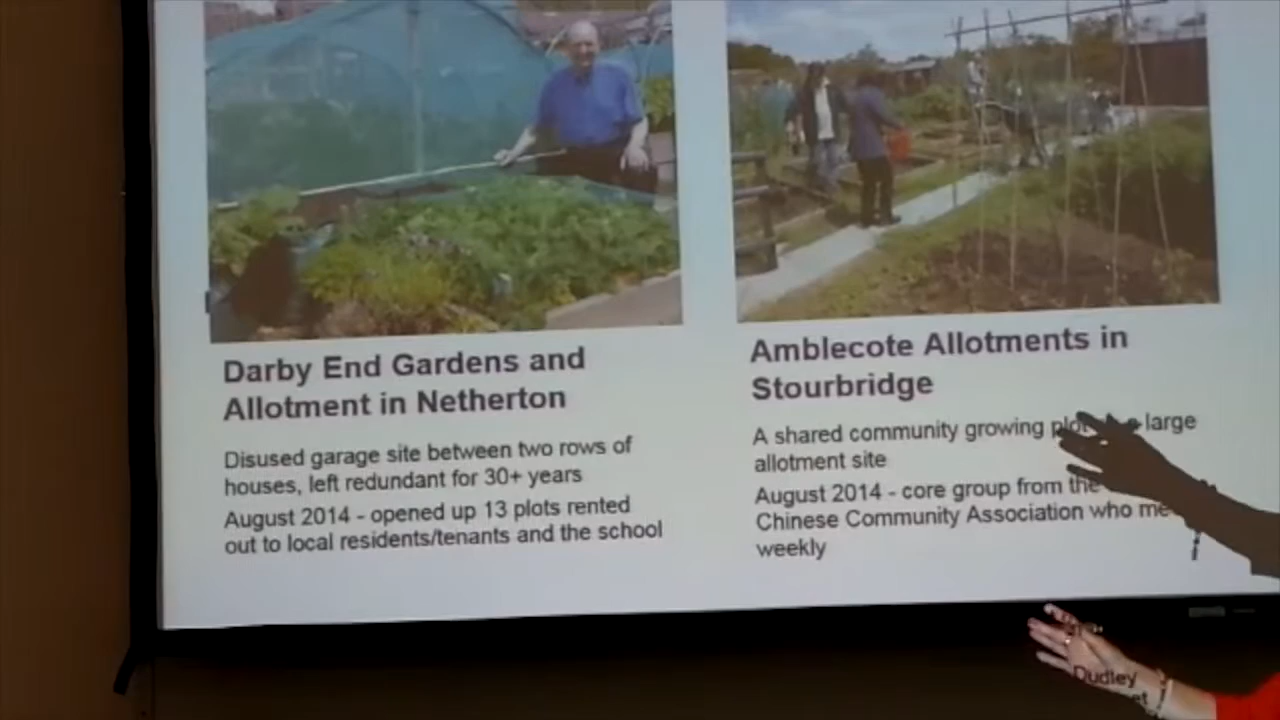 Darby End Gardens and
Allotment in Netherton
Disused garage site between two rows of
houses, left redundant for 30+ years
August 2014 - opened up 13 plots rented
out to local residents/tenants and the school
Amblecote Allotments in
Stourbridge
A shared community growing plot large
allotment site
August 2014 - core group from the
Chinese Community Association who
weekly
Dudley